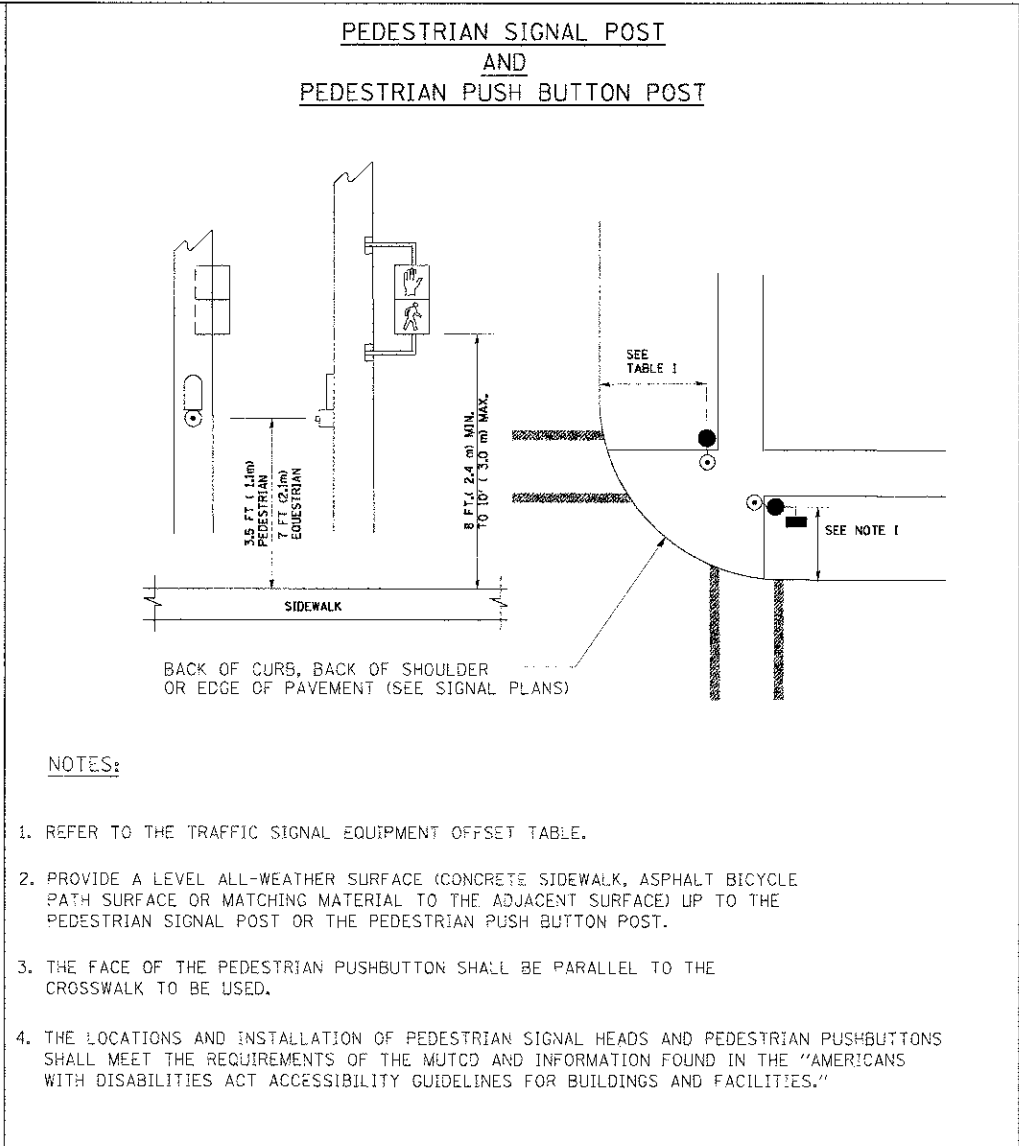 PEDESTRIAN SIGNAL POST
AND
PEDESTRIAN PUSH BUTTON POST
SEE
TABLE I
3.5 FT ( 1.1m)
PEDESTRIAN
7 FT (2.1m)
EQUESTRIAN
8 FT.( 2.4 m) MIN.
TO 10' ( 3.0 m) MAX.
SEE NOTE 1
SIDEWALK
BACK OF CURB, BACK OF SHOULDER
OR EDGE OF PAVEMENT (SEE SIGNAL PLANS)
NOTES:
1. REFER TO THE TRAFFIC SIGNAL EQUIPMENT OFFSET TABLE.
2. PROVIDE A LEVEL ALL-WEATHER SURFACE (CONCRETE SIDEWALK, ASPHALT BICYCLE
PATH SURFACE OR MATCHING MATERIAL TO THE ADJACENT SURFACE) UP TO THE
PEDESTRIAN SIGNAL POST OR THE PEDESTRIAN PUSH BUTTON POST.
3. THE FACE OF THE PEDESTRIAN PUSHBUTTON SHALL BE PARALLEL TO THE
CROSSWALK TO BE USED.
4. THE LOCATIONS AND INSTALLATION OF PEDESTRIAN SIGNAL HEADS AND PEDESTRIAN PUSHBUTTONS
SHALL MEET THE REQUIREMENTS OF THE MUTCD AND INFORMATION FOUND IN THE "AMERICANS
WITH DISABILITIES ACT ACCESSIBILITY GUIDELINES FOR BUILDINGS AND FACILITIES."